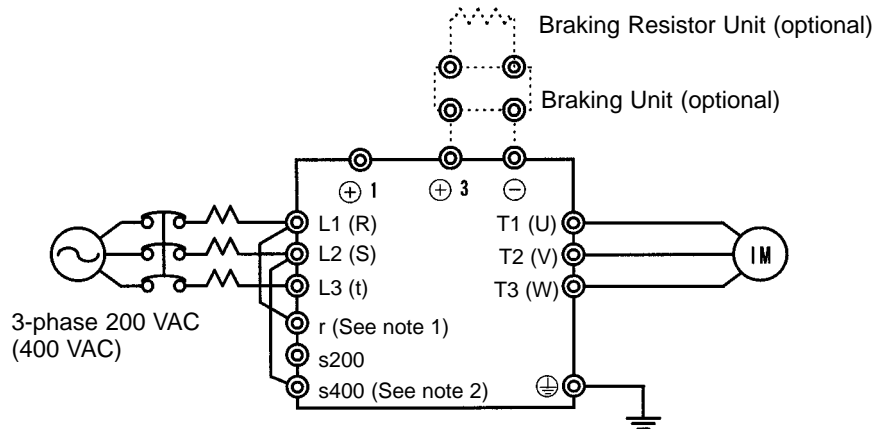 Braking Resistor Unit (optional)
Braking Unit (optional)
⊕ 1
⊕ 3
⊖
L1 (R)
T1 (U)
L2 (S)
T2 (V)
IM
L3 (t)
T3 (W)
3-phase 200 VAC
(400 VAC)
r (See note 1)
s200
s400 (See note 2)